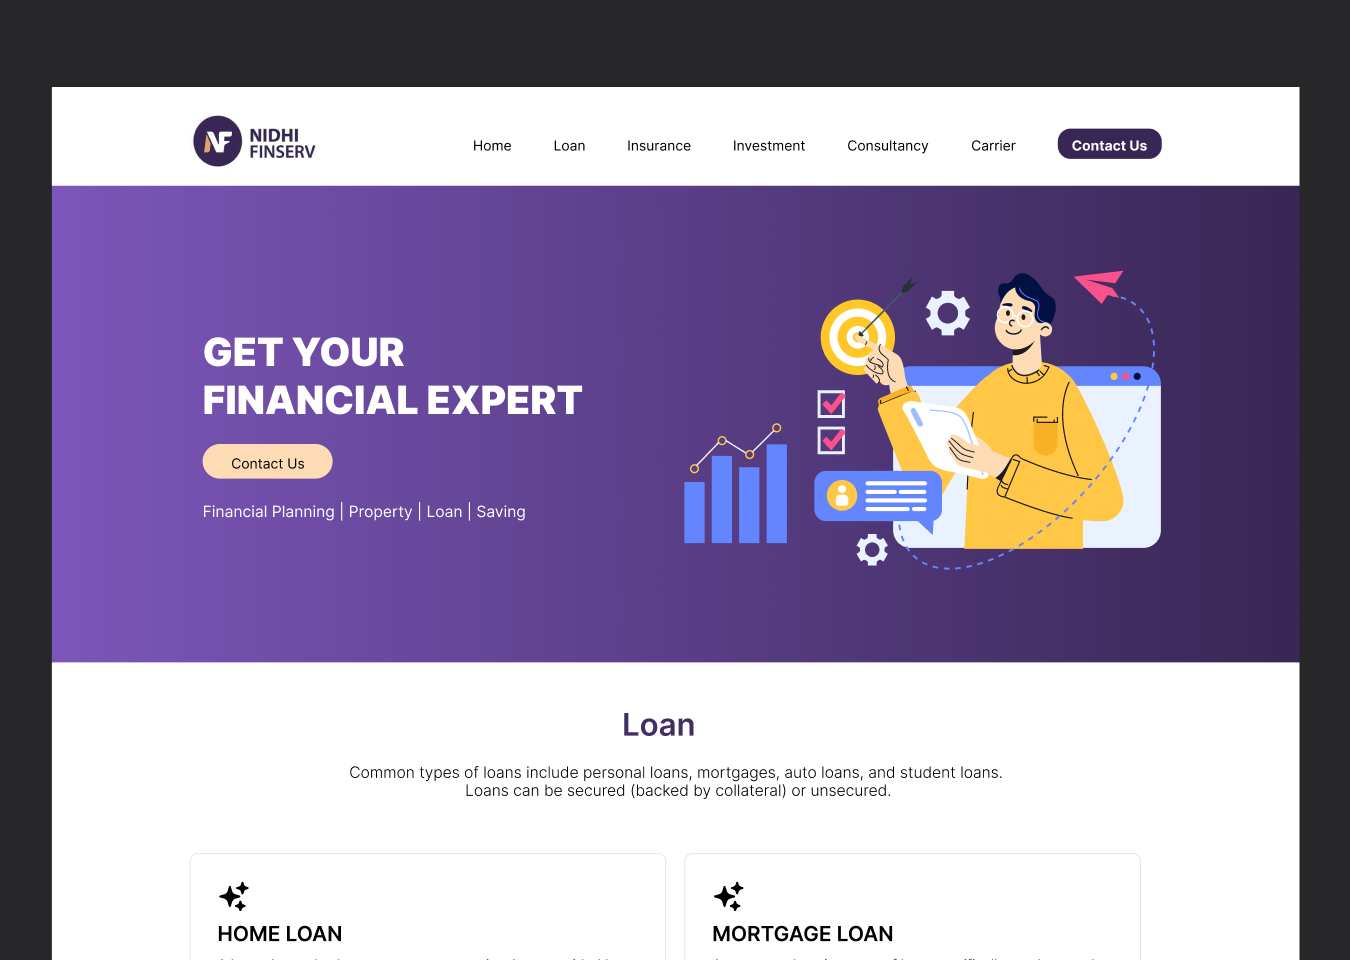 NF
NIDHI
FINSERV
Home Loan Insurance Investment Consultancy Carrier Contact Us
GET YOUR
FINANCIAL EXPERT
Contact Us
Financial Planning | Property | Loan | Saving
Loan
Common types of loans include personal loans, mortgages, auto loans, and student loans.
Loans can be secured (backed by collateral) or unsecured.
HOME LOAN
MORTGAGE LOAN